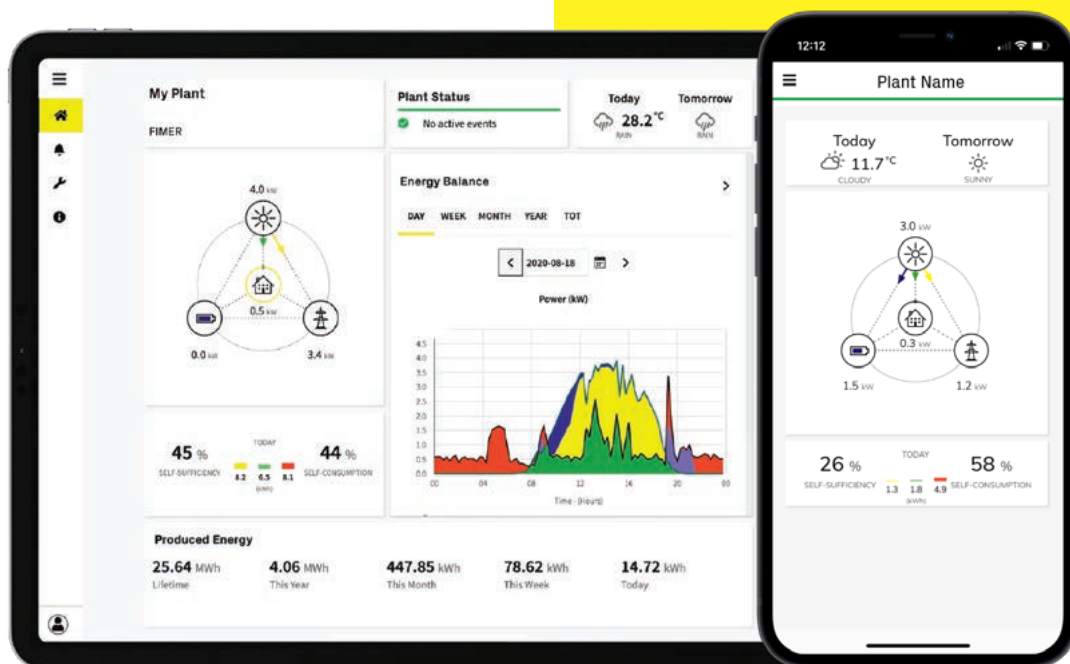 My Plant
FIMER
Plant Status
No active events
Today
28.2°C
RAIN
Tomorrow
RAIN
4.0 kW
0.5 kW
0.0 kW
3.4 kW
Energy Balance
DAY WEEK MONTH YEAR TOT
2020-08-18
Power (kW)
4.5
4.0
3.5
3.0
2.5
2.0
1.5
1.0
0.5
0.0
00 04 08 12 16 20 00
Time - (Hours)
45 %
SELF-SUFFICIENCY
TODAY
8.2 6.5 8.1
(kWh)
44 %
SELF-CONSUMPTION
Produced Energy
25.64 MWh
Lifetime
4.06 MWh
This Year
447.85 kWh
This Month
78.62 kWh
This Week
14.72 kWh
Today
12:12
Plant Name
Today
11.7°C
CLOUDY
Tomorrow
SUNNY
3.0 kW
0.3 kW
1.5 kW
1.2 kW
26 %
SELF-SUFFICIENCY
TODAY
1.3 1.8 4.9
(kWh)
58 %
SELF-CONSUMPTION